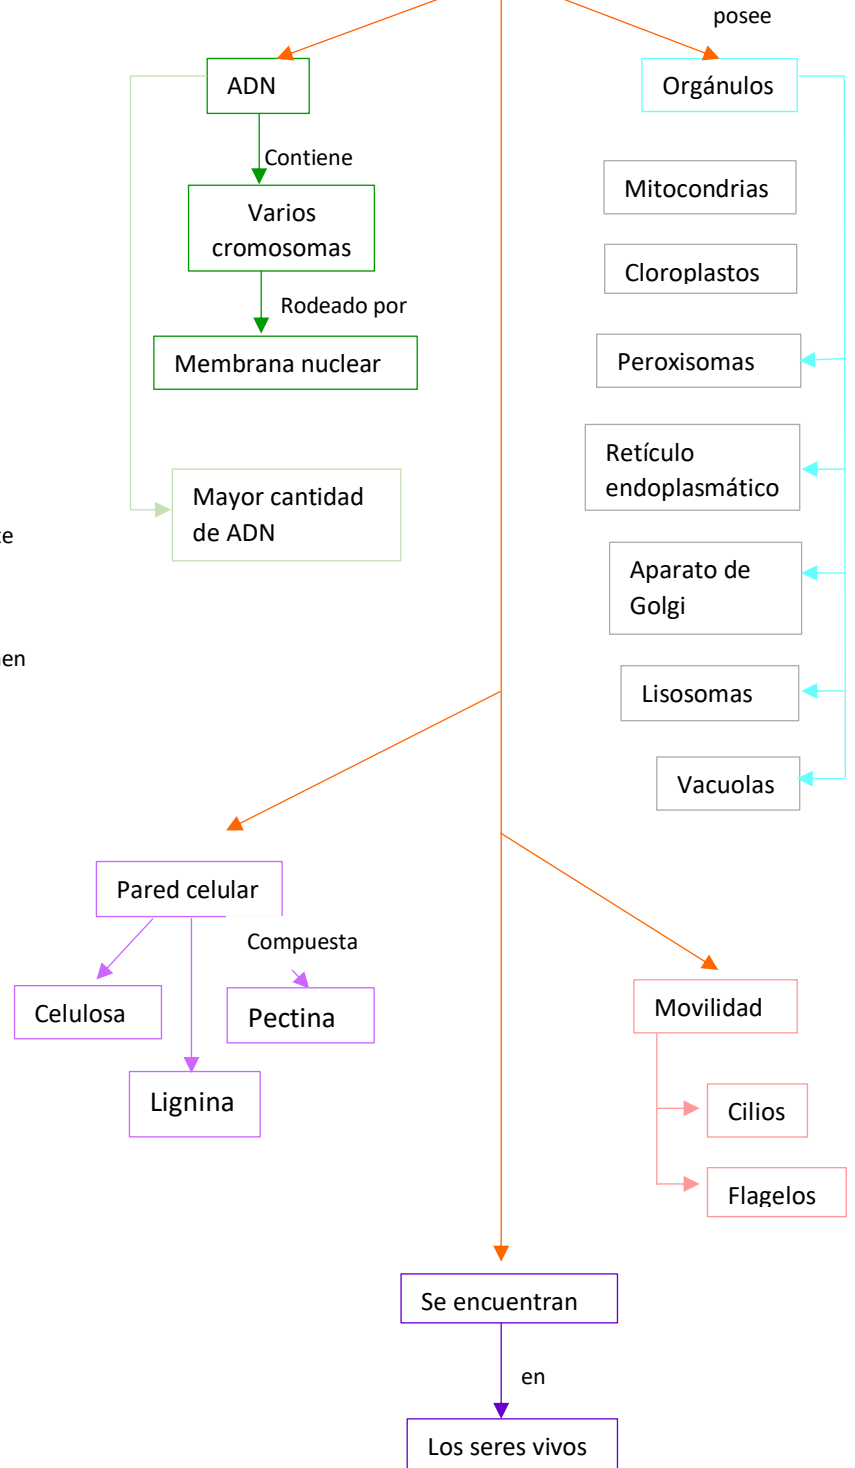 posee
ADN
Orgánulos
Contiene
Mitocondrias
Varios
cromosomas
Cloroplastos
Rodeado por
Membrana nuclear
Peroxisomas
Retículo
endoplasmático
Mayor cantidad
de ADN
Aparato de
Golgi
Lisosomas
Vacuolas
Pared celular
Compuesta
Celulosa
Pectina
Lignina
Movilidad
Cilios
Flagelos
Se encuentran
en
Los seres vivos